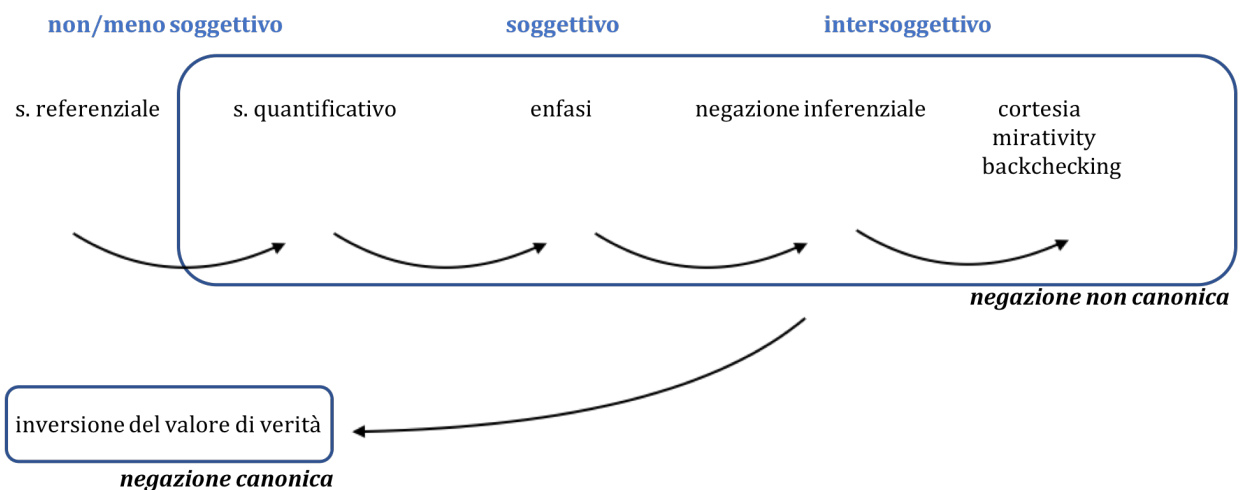 non/meno soggettivo soggettivo intersoggettivo
s. referenziale s. quantificativo enfasi negazione inferenziale cortesia
mirativity
backchecking
negazione non canonica
inversione del valore di verità
negazione canonica